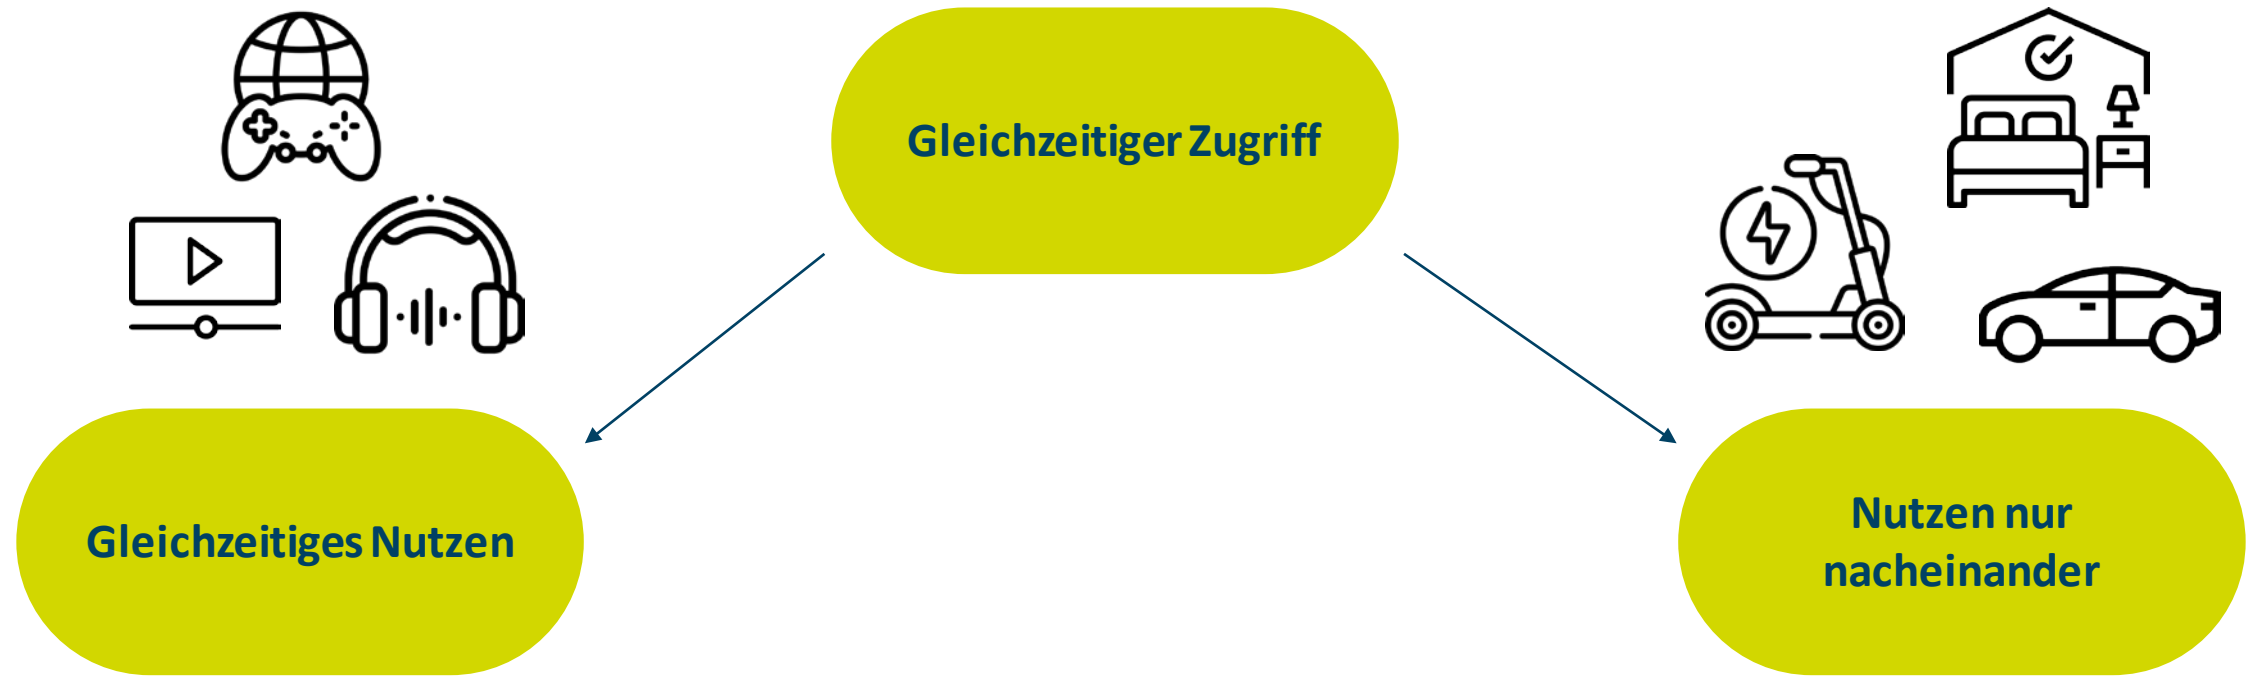 Gleichzeitiger Zugriff
Gleichzeitiges Nutzen
Nutzen nur
nacheinander